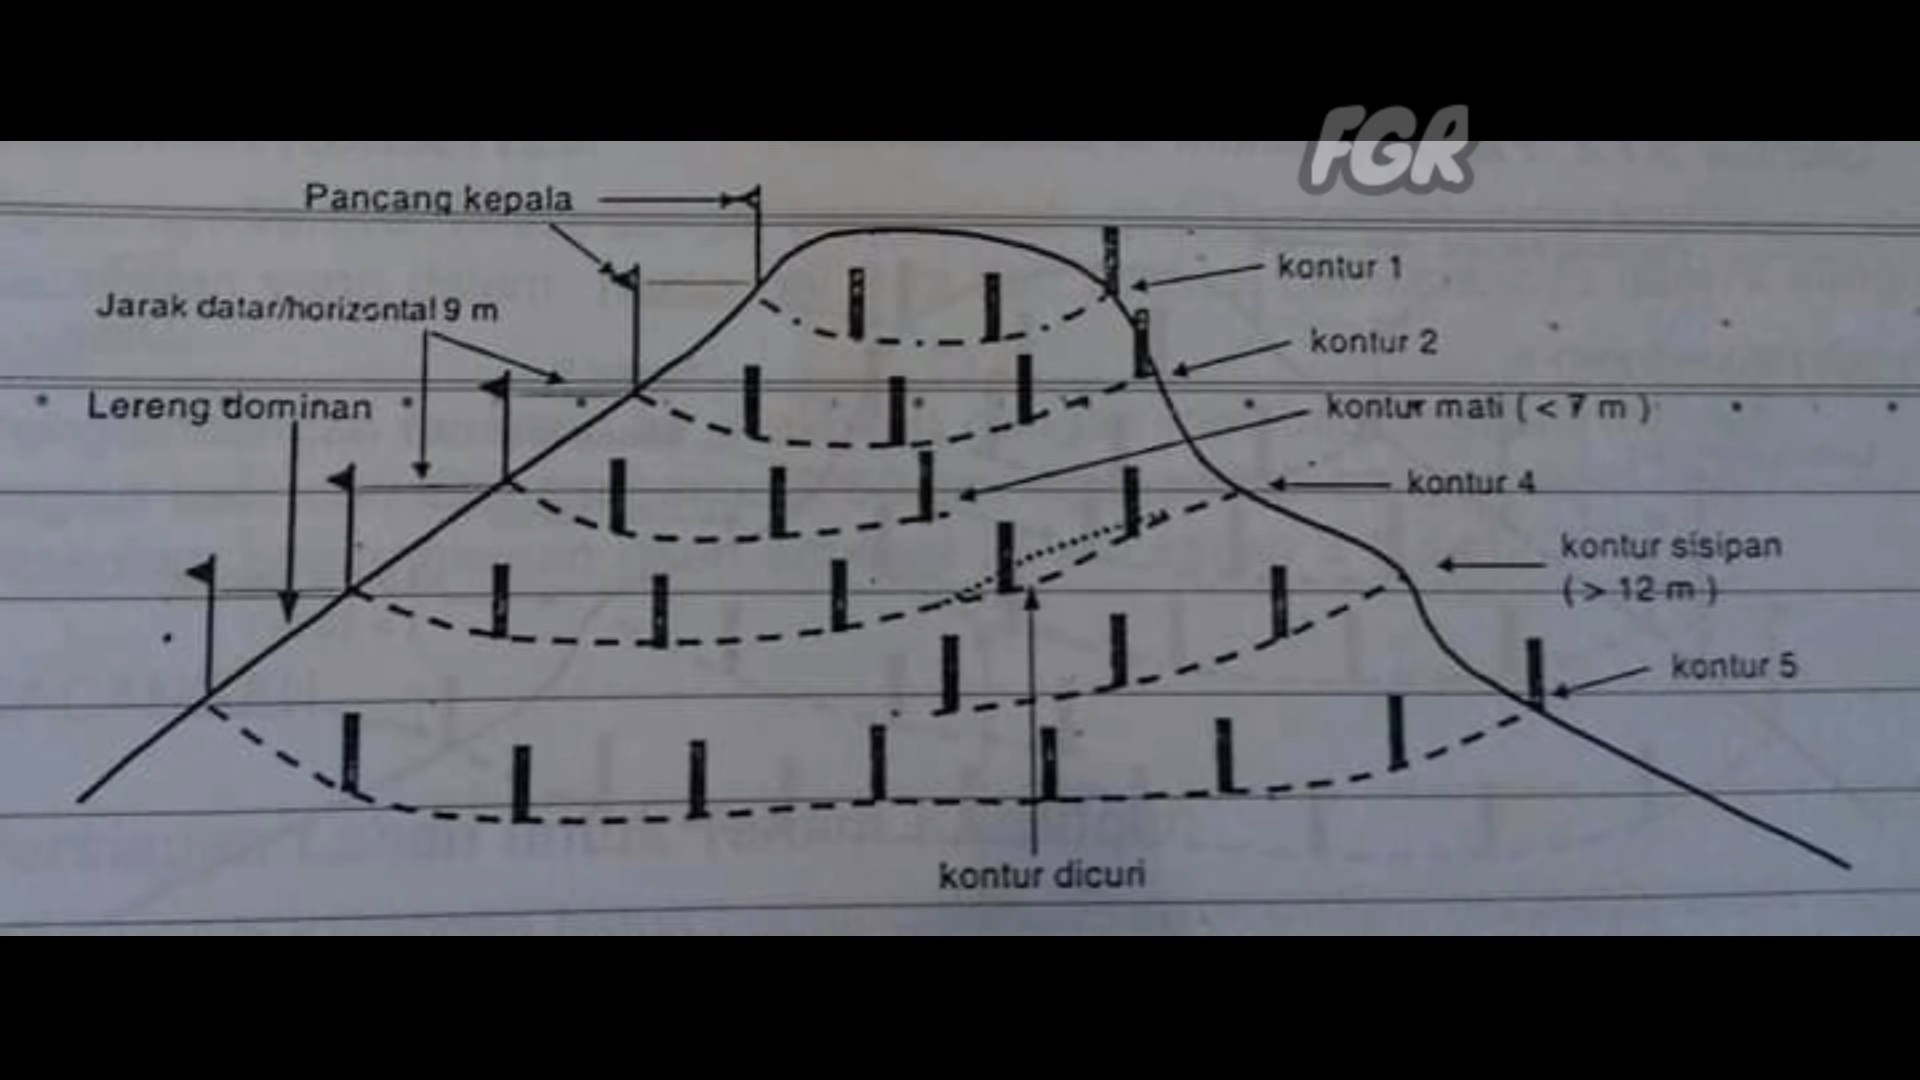 FGR
Pancang kepala
kontur 1
Jarak datar/horizontal 9 m
kontur 2
Lereng dominan
kontur mati ( < 7 m )
kontur 4
kontur sisipan
( > 12 m )
kontur 5
kontur dicuri